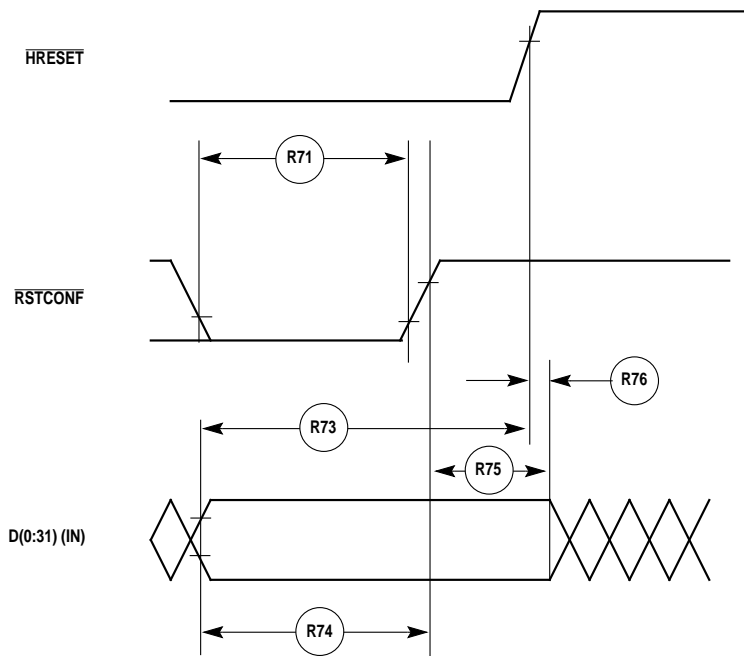 HRESET
R71
RSTCONF
R76
R73
R75
D(0:31) (IN)
R74